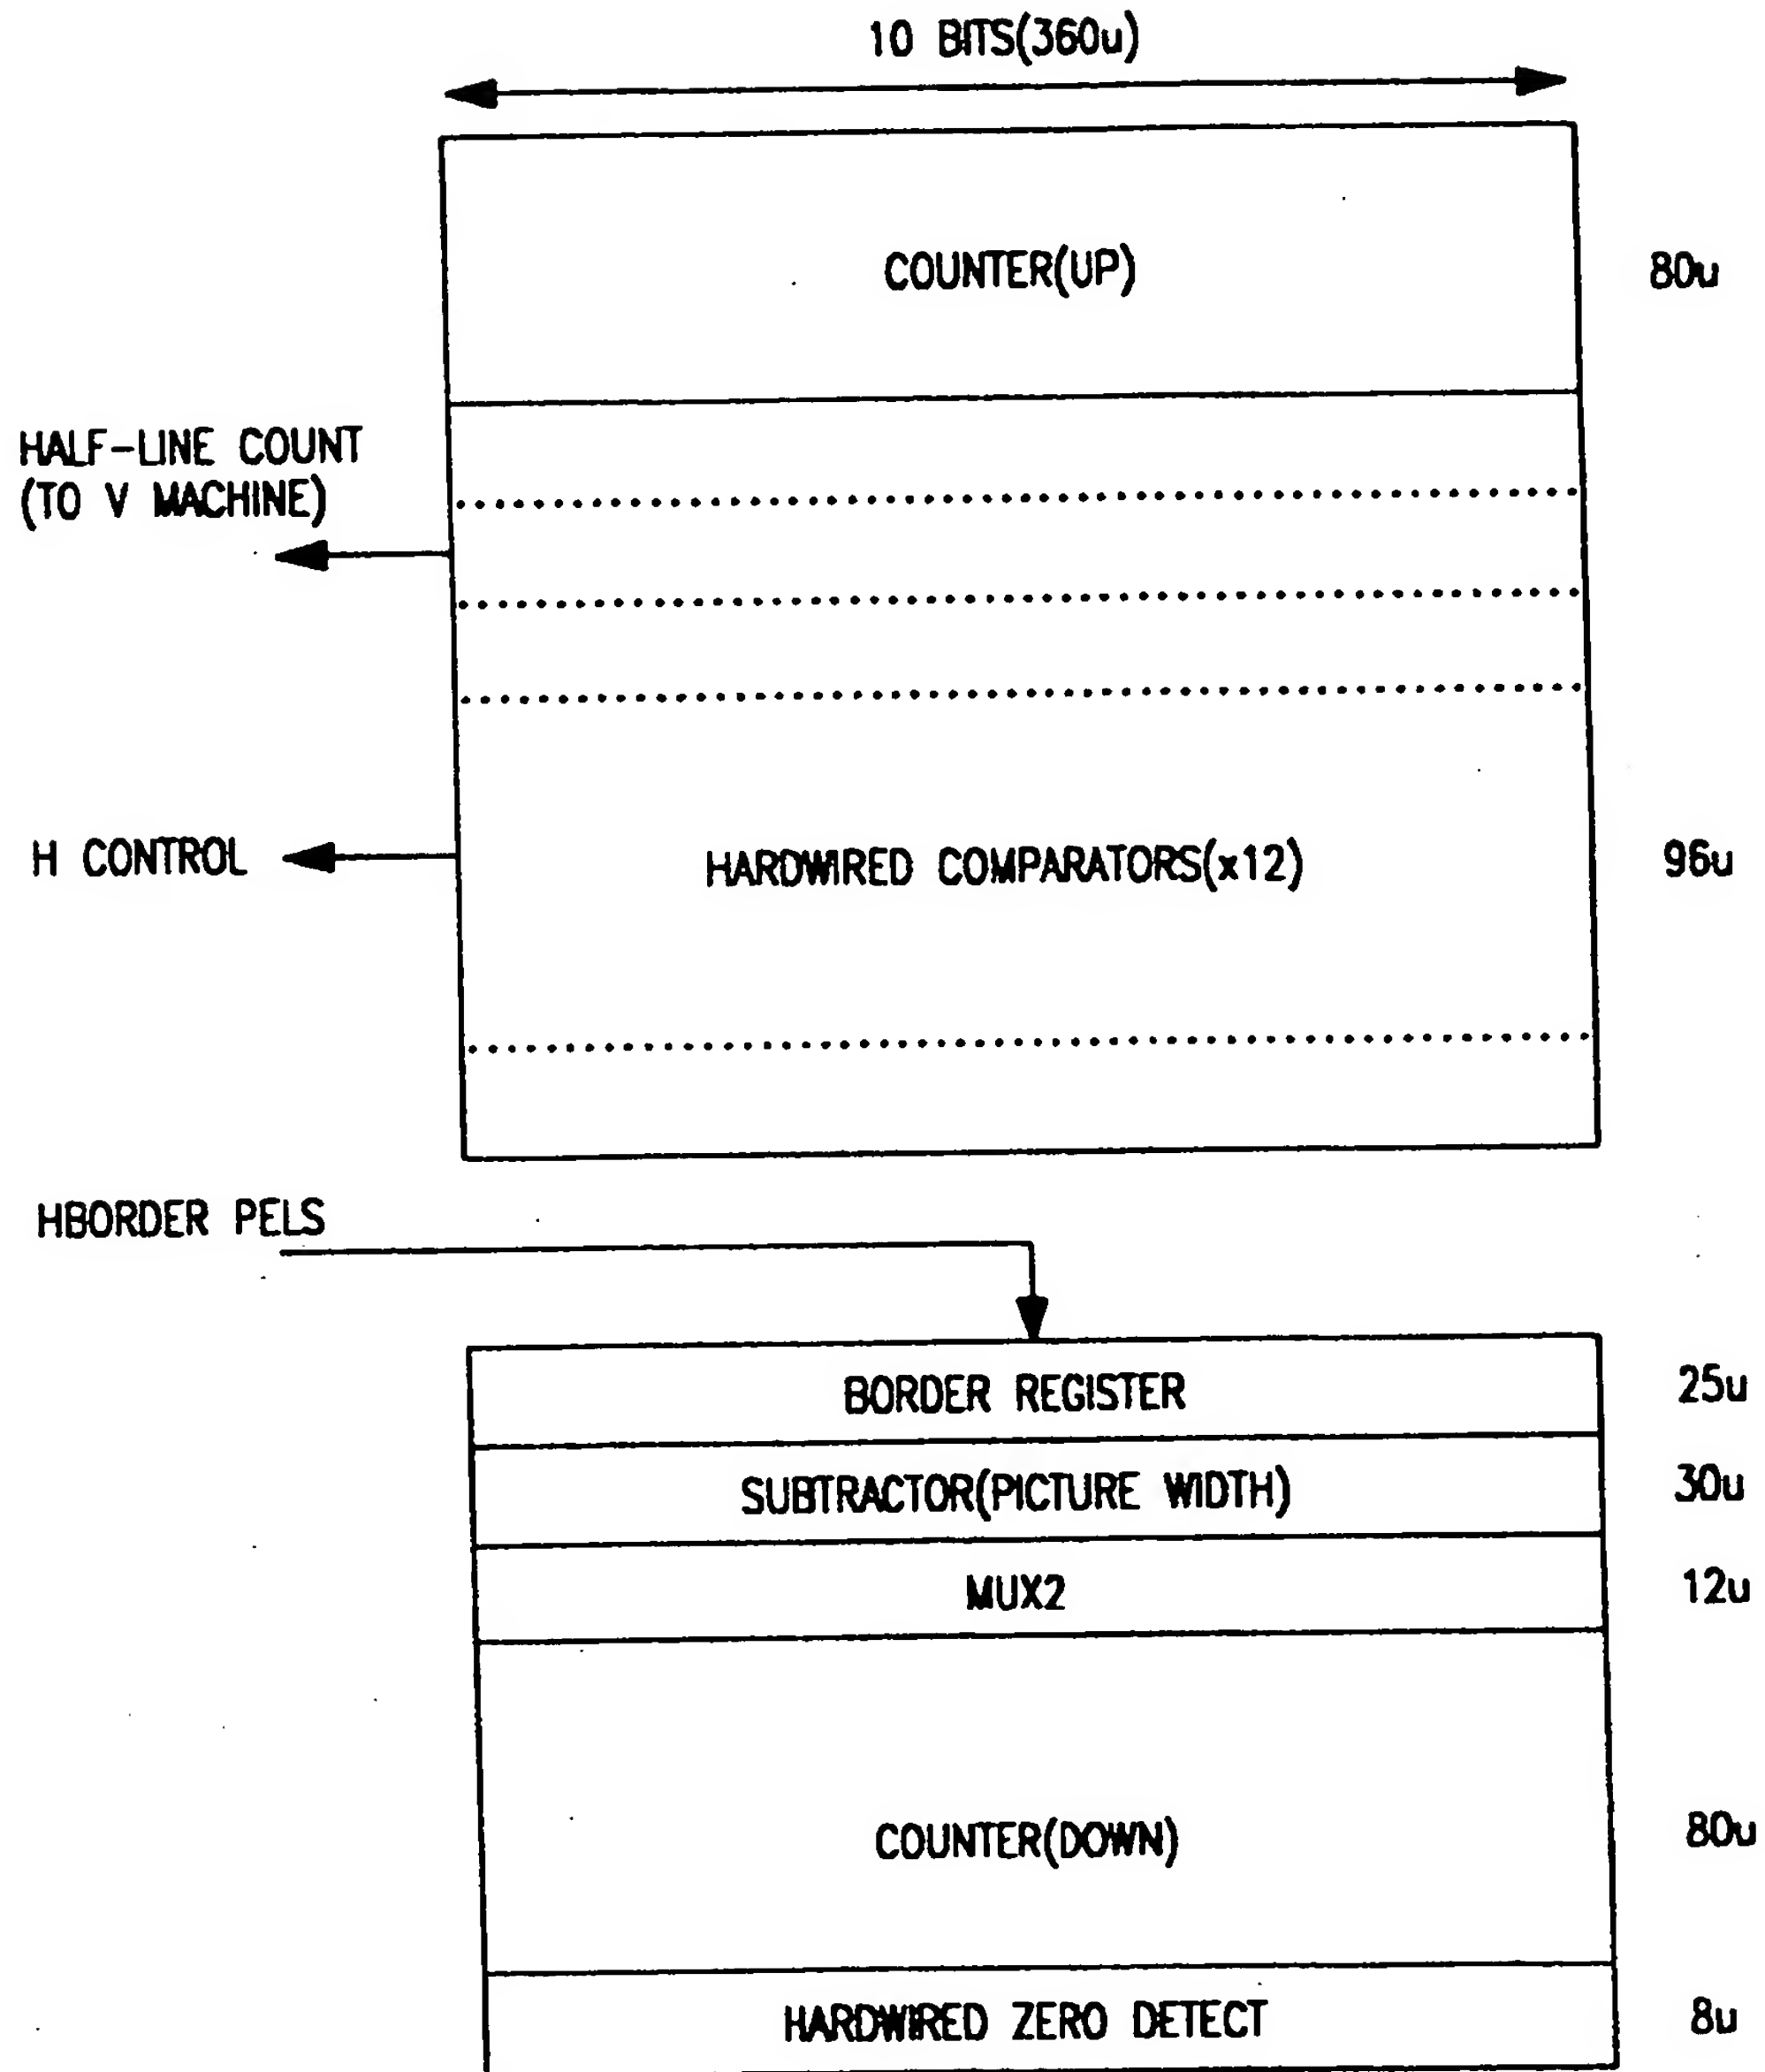 10 BITS(360u)
COUNTER(UP)
80u
HALF-LINE COUNT
(TO V MACHINE)
H CONTROL
HARDWIRED COMPARATORS(x12)
96u
HBORDER PELS
BORDER REGISTER
25u
SUBTRACTOR(PICTURE WIDTH)
30u
MUX2
12u
COUNTER(DOWN)
80u
HARDWIRED ZERO DETECT
8u